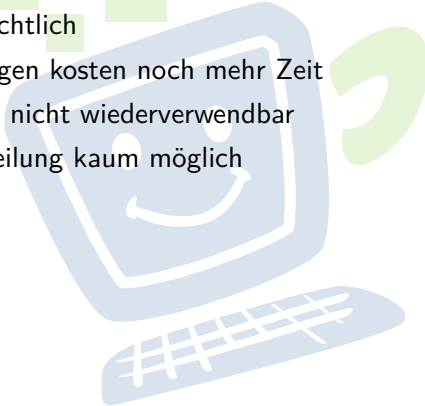 chtlich
gen kosten noch mehr Zeit
nicht wiederverwendbar
eilung kaum möglich